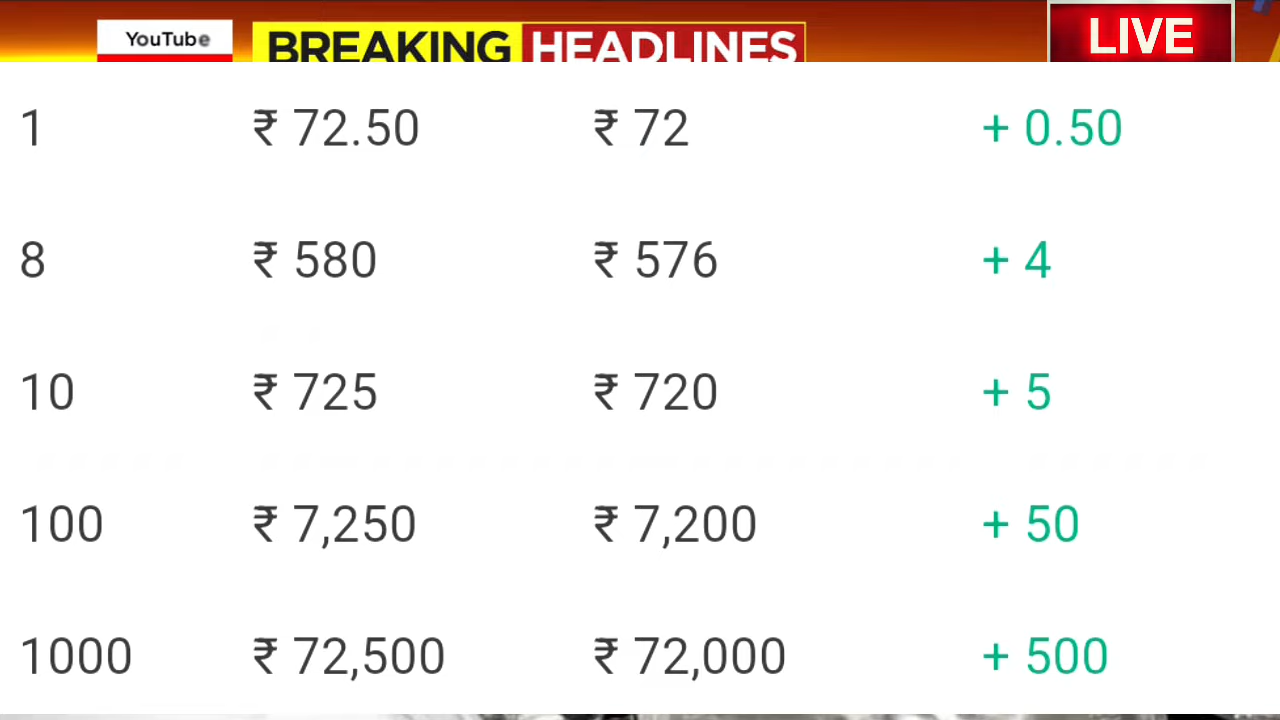 YouTube
BREAKING HEADLINES
LIVE
1 ₹ 72.50 ₹ 72 + 0.50
8 ₹ 580 ₹ 576 + 4
10 ₹ 725 ₹ 720 + 5
100 ₹ 7,250 ₹ 7,200 + 50
1000 ₹ 72,500 ₹ 72,000 + 500